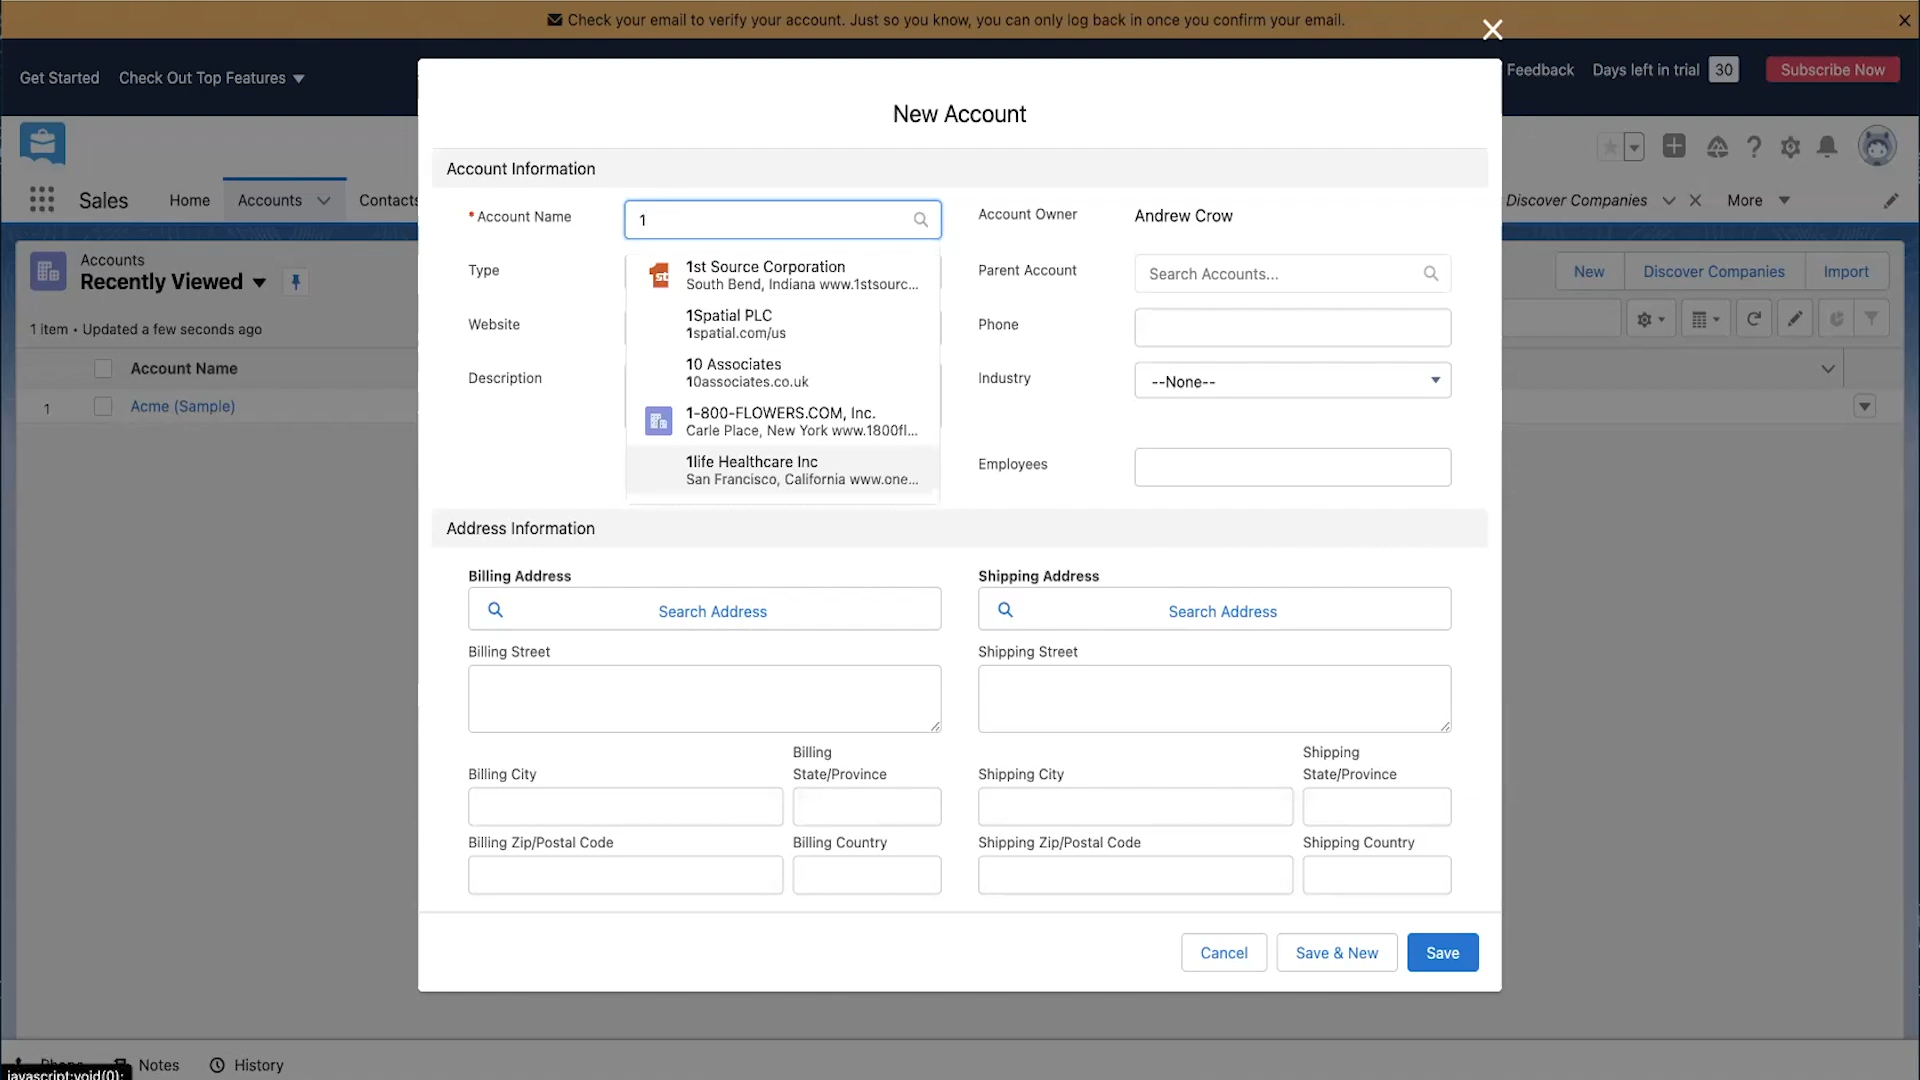 Check your email to verify your account. Just so you know, you can only log back in once you confirm your email.
Get Started
Check Out Top Features
Feedback
Days left in trial 30
Subscribe Now
New Account
Sales
Home
Accounts
Contacts
Discover Companies
More
Accounts
Recently Viewed
1 item • Updated a few seconds ago
New
Discover Companies
Import
Account Name
1
Acme (Sample)
Account Information
*Account Name
1
Account Owner
Andrew Crow
Type
Parent Account
Search Accounts...
Website
Phone
Description
Industry
--None--
Employees
1st Source Corporation
South Bend, Indiana www.1stsourc...
1Spatial PLC
1spatial.com/us
10 Associates
10associates.co.uk
1-800-FLOWERS.COM, Inc.
Carle Place, New York www.1800fl...
1life Healthcare Inc
San Francisco, California www.one...
Address Information
Billing Address
Search Address
Shipping Address
Search Address
Billing Street
Shipping Street
Billing City
Billing
State/Province
Shipping City
Shipping
State/Province
Billing Zip/Postal Code
Billing Country
Shipping Zip/Postal Code
Shipping Country
Cancel
Save & New
Save
Phone
Notes
History
javascript:void(0);